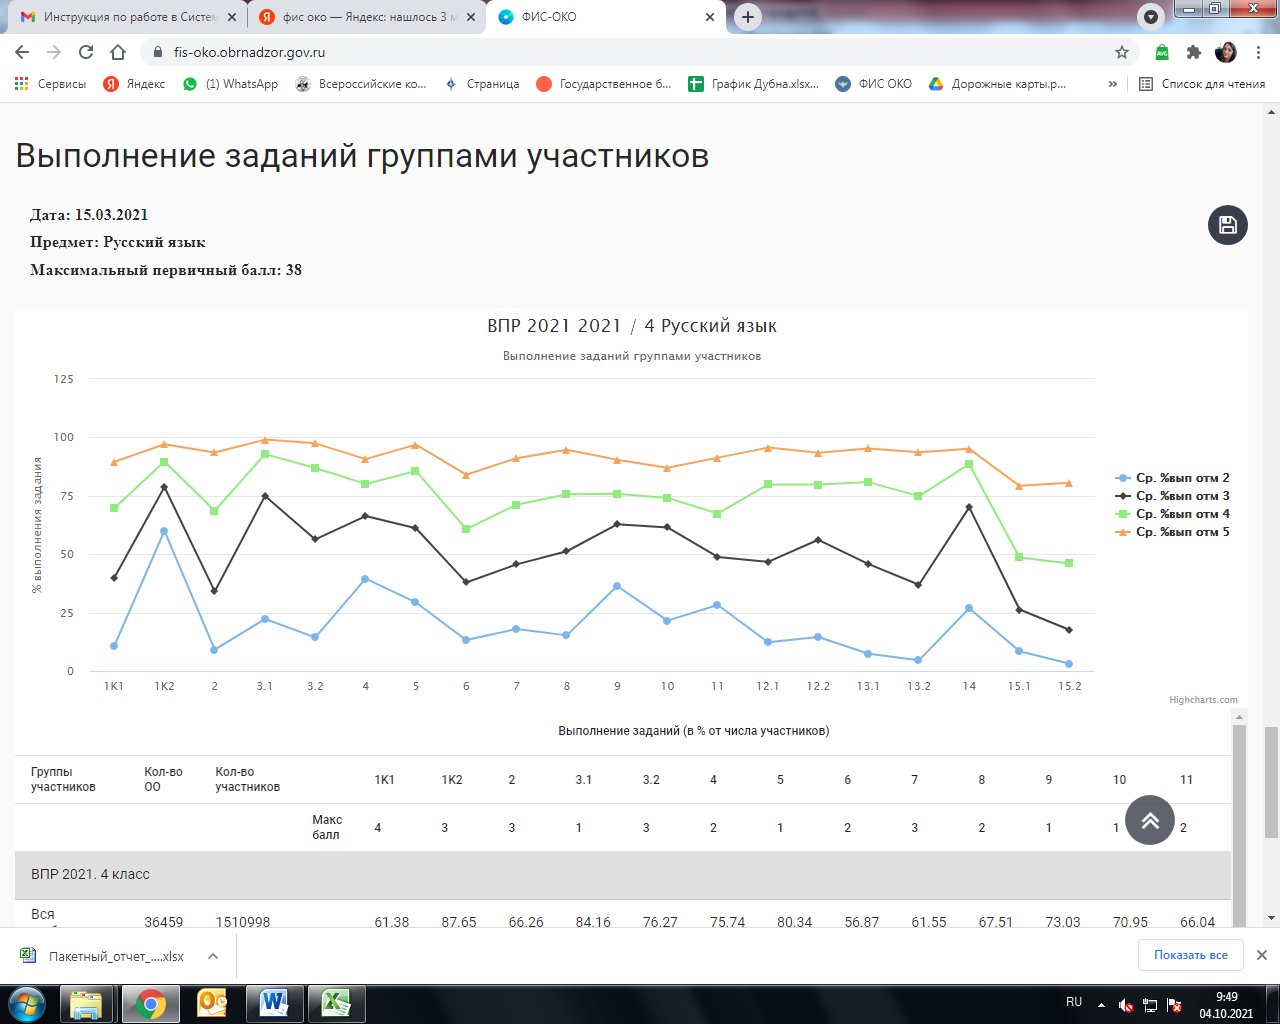 Инструкция по работе в Систем
фис око — Яндекс: нашлось 3 м
ФИС-ОКО
fis-oko.obrnadzor.gov.ru
Сервисы
Яндекс
(1) WhatsApp
Всероссийские ко...
Страница
Государственное б...
График Дубна.xlsx...
ФИС ОКО
Дорожные карты.р...
»
Список для чтения
Выполнение заданий группами участников
Дата: 15.03.2021
Предмет: Русский язык
Максимальный первичный балл: 38
ВПР 2021 2021 / 4 Русский язык
Выполнение заданий группами участников
% выполнения задания
125
100
75
50
25
0
1К1 1К2 2 3.1 3.2 4 5 6 7 8 9 10 11 12.1 12.2 13.1 13.2 14 15.1 15.2
Ср. %вып отм 2
Ср. %вып отм 3
Ср. %вып отм 4
Ср. %вып отм 5
Highcharts.com
Выполнение заданий (в % от числа участников)
Группы участников Кол-во ОО Кол-во участников 1К1 1К2 2 3.1 3.2 4 5 6 7 8 9 10 11
Макс балл 4 3 3 1 3 2 1 2 3 2 1 1 2
ВПР 2021. 4 класс
Вся 36459 1510998 61,38 87,65 66,26 84,16 76,27 75,74 80,34 56,87 61,55 67,51 73,03 70,95 66,04
Пакетный_отчет_....xlsx
Показать все
RU
9:49
04.10.2021